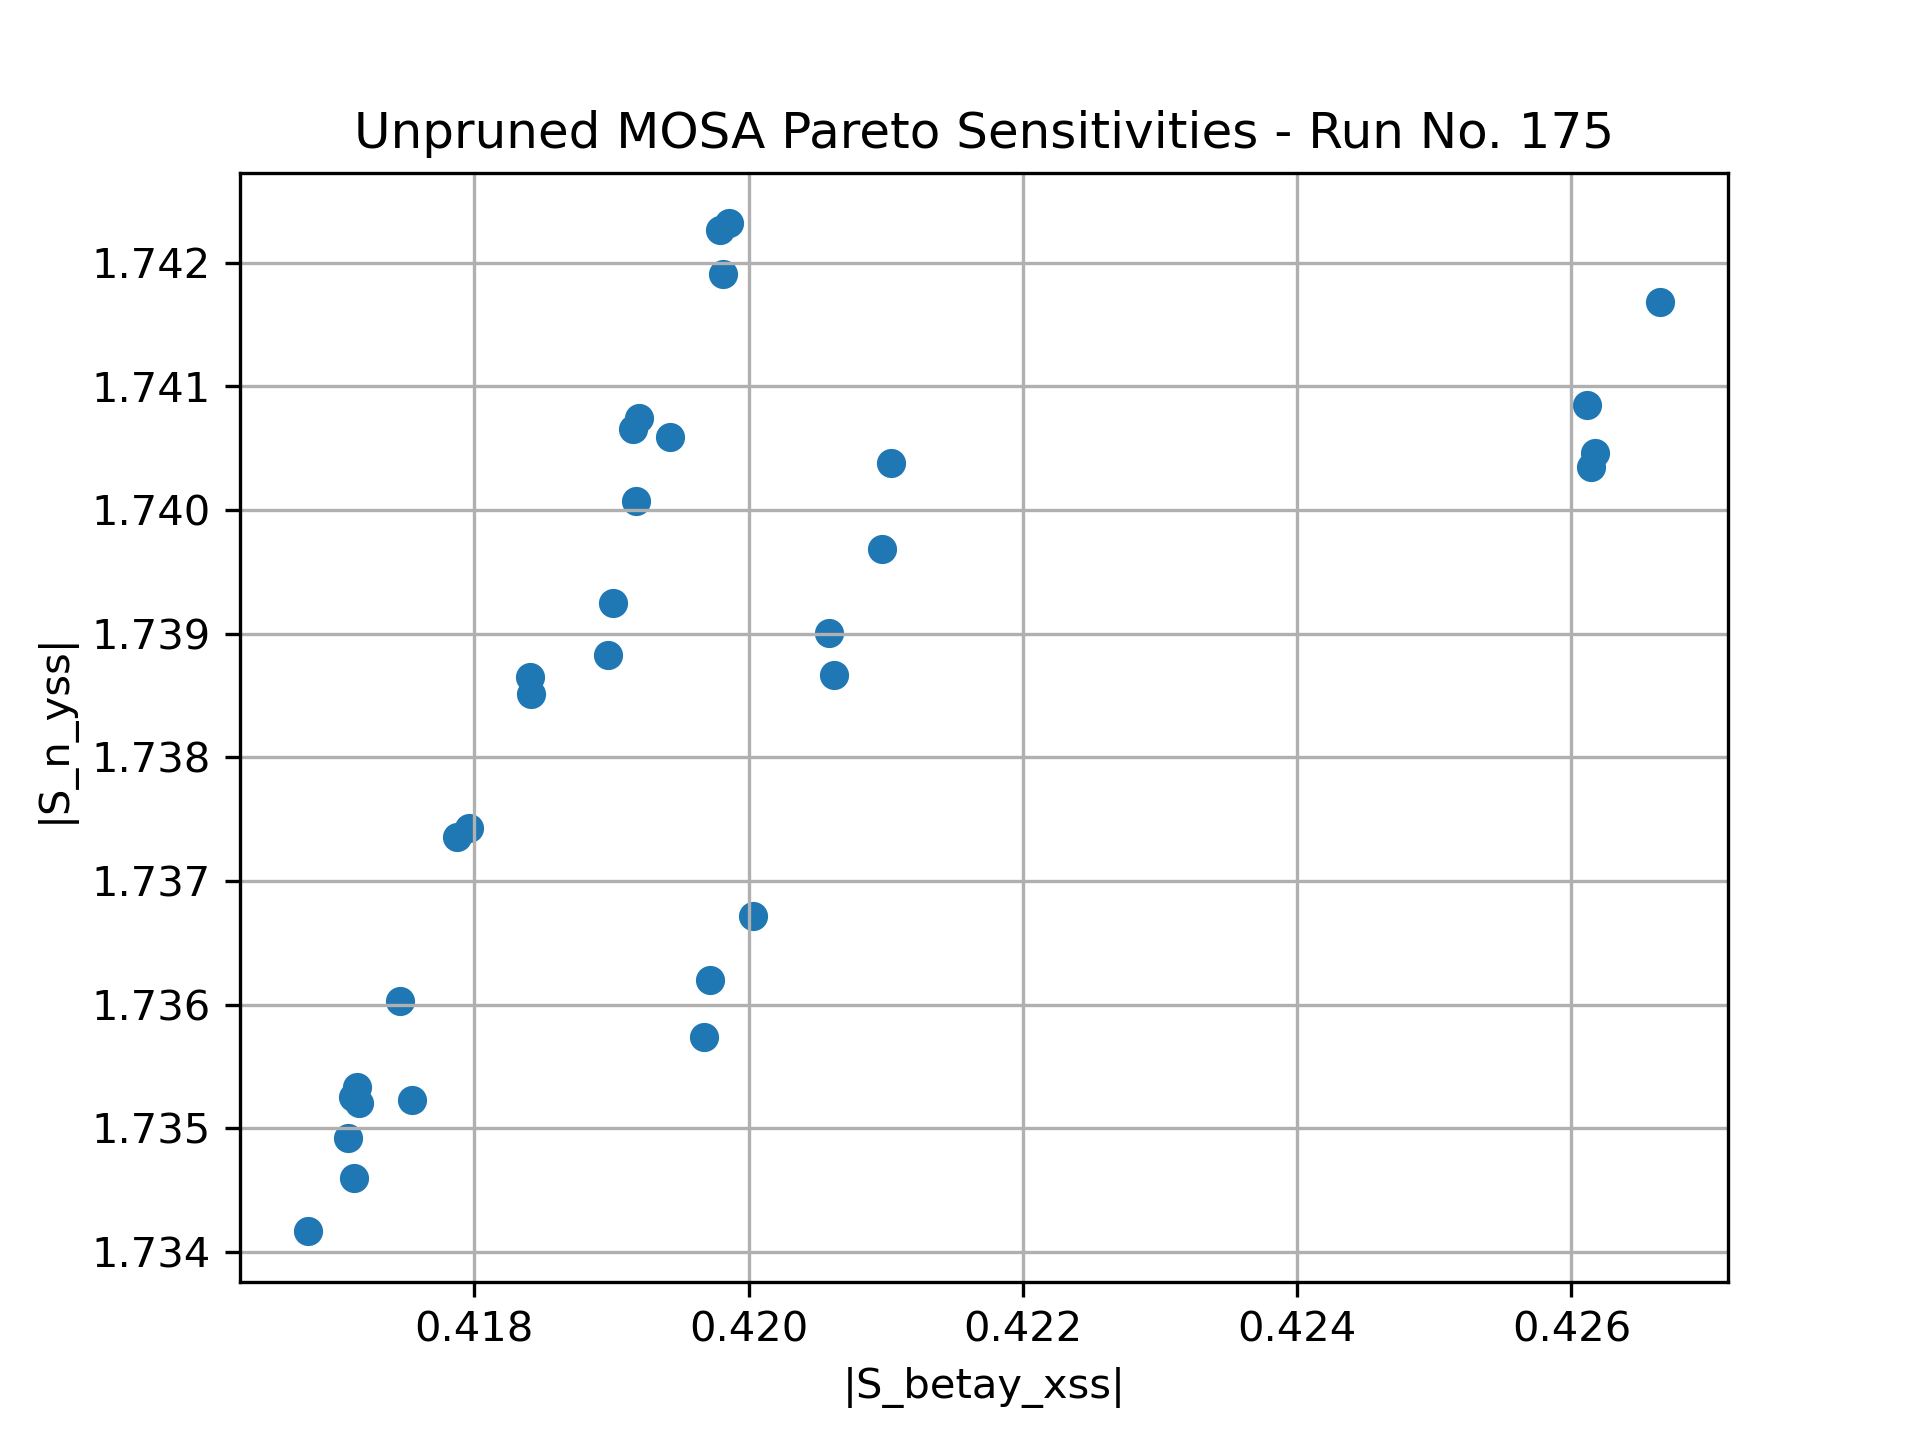 Unpruned MOSA Pareto Sensitivities - Run No. 175
1.742
1.741
1.740
1.739
1.738
1.737
1.736
1.735
1.734
|S_n_yss|
0.418 0.420 0.422 0.424 0.426
|S_betay_xss|